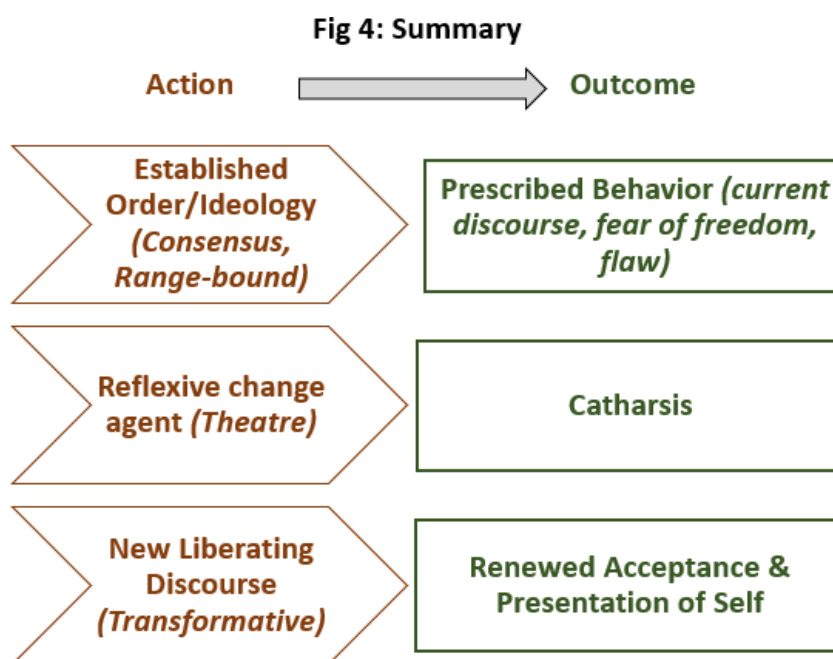 Fig 4: Summary
Action
Outcome
Established
Order/Ideology
(Consensus,
Range-bound)
Prescribed Behavior (current
discourse, fear of freedom,
flaw)
Reflexive change
agent (Theatre)
Catharsis
New Liberating
Discourse
(Transformative)
Renewed Acceptance &
Presentation of Self